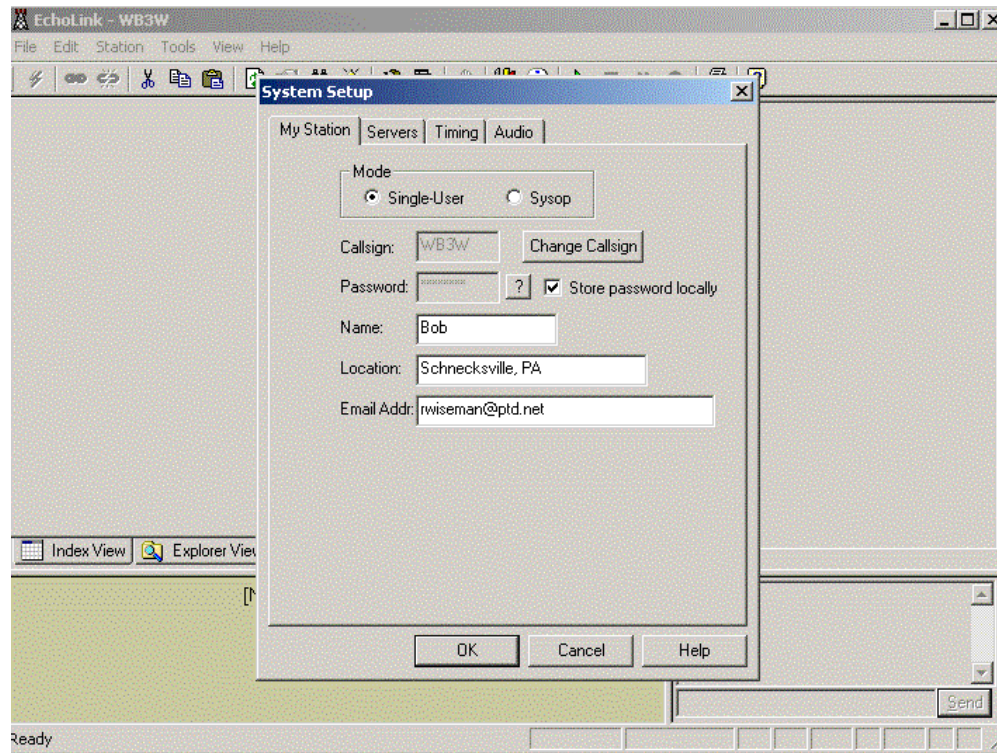 EchoLink - WB3W
File Edit Station Tools View Help
System Setup
My Station Servers Timing Audio
Mode
Single-User Sysop
Callsign: WB3W Change Callsign
Password: ******** ? Store password locally
Name: Bob
Location: Schnecksville, PA
Email Addr: rwiseman@ptd.net
Index View Explorer View
OK Cancel Help
Send
Ready